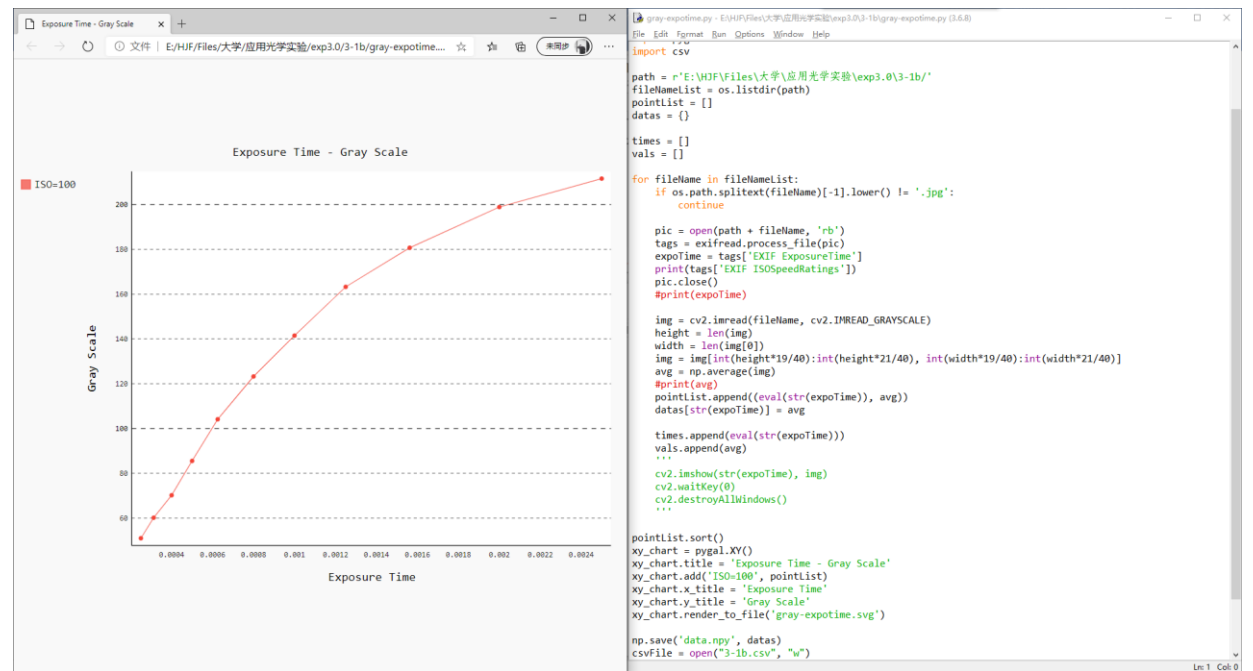 Exposure Time - Gray Scale
文件 E:/HJF/Files/大学/应用光学实验/exp3.0/3-1b/gray-expotime.... 未同步
Exposure Time - Gray Scale
ISO=100
200
180
160
140
120
100
80
60
Gray Scale
0.0004 0.0006 0.0008 0.001 0.0012 0.0014 0.0016 0.0018 0.002 0.0022 0.0024
Exposure Time
gray-expotime.py - E:\HJF\Files\大学\应用光学实验\exp3.0\3-1b\gray-expotime.py (3.6.8)
File Edit Format Run Options Window Help
import csv
path = r'E:\HJF\Files\大学\应用光学实验\exp3.0\3-1b/'
fileNameList = os.listdir(path)
pointList = []
datas = {}
times = []
vals = []
for fileName in fileNameList:
    if os.path.splitext(fileName)[-1].lower() != '.jpg':
        continue
    pic = open(path + fileName, 'rb')
    tags = exifread.process_file(pic)
    expoTime = tags['EXIF ExposureTime']
    print(tags['EXIF ISOSpeedRatings'])
    pic.close()
    #print(expoTime)
    img = cv2.imread(fileName, cv2.IMREAD_GRAYSCALE)
    height = len(img)
    width = len(img[0])
    img = img[int(height*19/40):int(height*21/40), int(width*19/40):int(width*21/40)]
    avg = np.average(img)
    #print(avg)
    pointList.append((eval(str(expoTime)), avg))
    datas[str(expoTime)] = avg
    times.append(eval(str(expoTime)))
    vals.append(avg)
    '''
    cv2.imshow(str(expoTime), img)
    cv2.waitKey(0)
    cv2.destroyAllWindows()
    '''
pointList.sort()
xy_chart = pygal.XY()
xy_chart.title = 'Exposure Time - Gray Scale'
xy_chart.add('ISO=100', pointList)
xy_chart.x_title = 'Exposure Time'
xy_chart.y_title = 'Gray Scale'
xy_chart.render_to_file('gray-expotime.svg')
np.save('data.npy', datas)
csvFile = open("3-1b.csv", "w")
Ln: 1 Col: 0